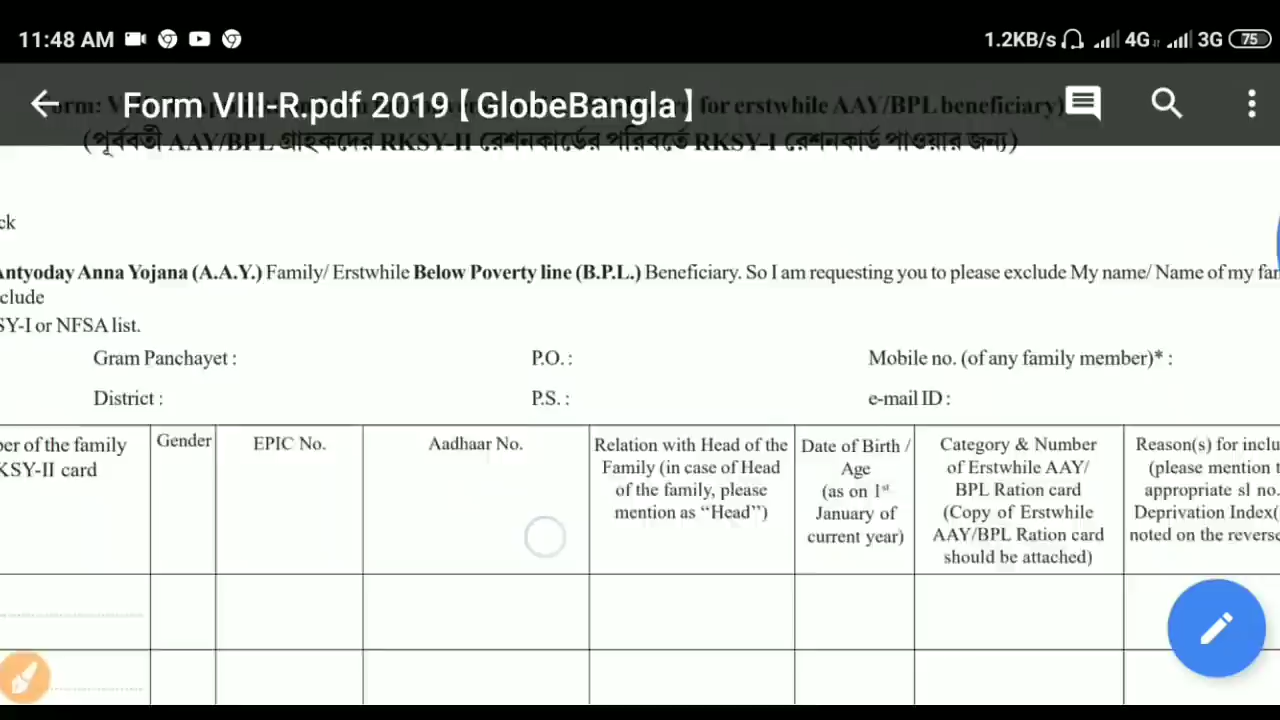 11:48 AM 1.2KB/s 4G 3G 75
Form VIII-R.pdf 2019【GlobeBangla】
for erstwhile AAY/BPL beneficiary)
(পূর্ববর্তী AAY/BPL গ্রাহকদের RKSY-II রেশনকার্ডের পরিবর্তে RKSY-I রেশনকার্ড পাওয়ার জন্য)
ck
Antyoday Anna Yojana (A.A.Y.) Family/ Erstwhile Below Poverty line (B.P.L.) Beneficiary. So I am requesting you to please exclude My name/ Name of my fam
clude
SY-I or NFSA list.
Gram Panchayet : P.O. : Mobile no. (of any family member)* :
District : P.S. : e-mail ID :
ber of the family
KSY-II card
Gender
EPIC No.
Aadhaar No.
Relation with Head of the
Family (in case of Head
of the family, please
mention as “Head”)
Date of Birth /
Age
(as on 1st
January of
current year)
Category & Number
of Erstwhile AAY/
BPL Ration card
(Copy of Erstwhile
AAY/BPL Ration card
should be attached)
Reason(s) for inclu
(please mention t
appropriate sl no.
Deprivation Index(
noted on the reverse